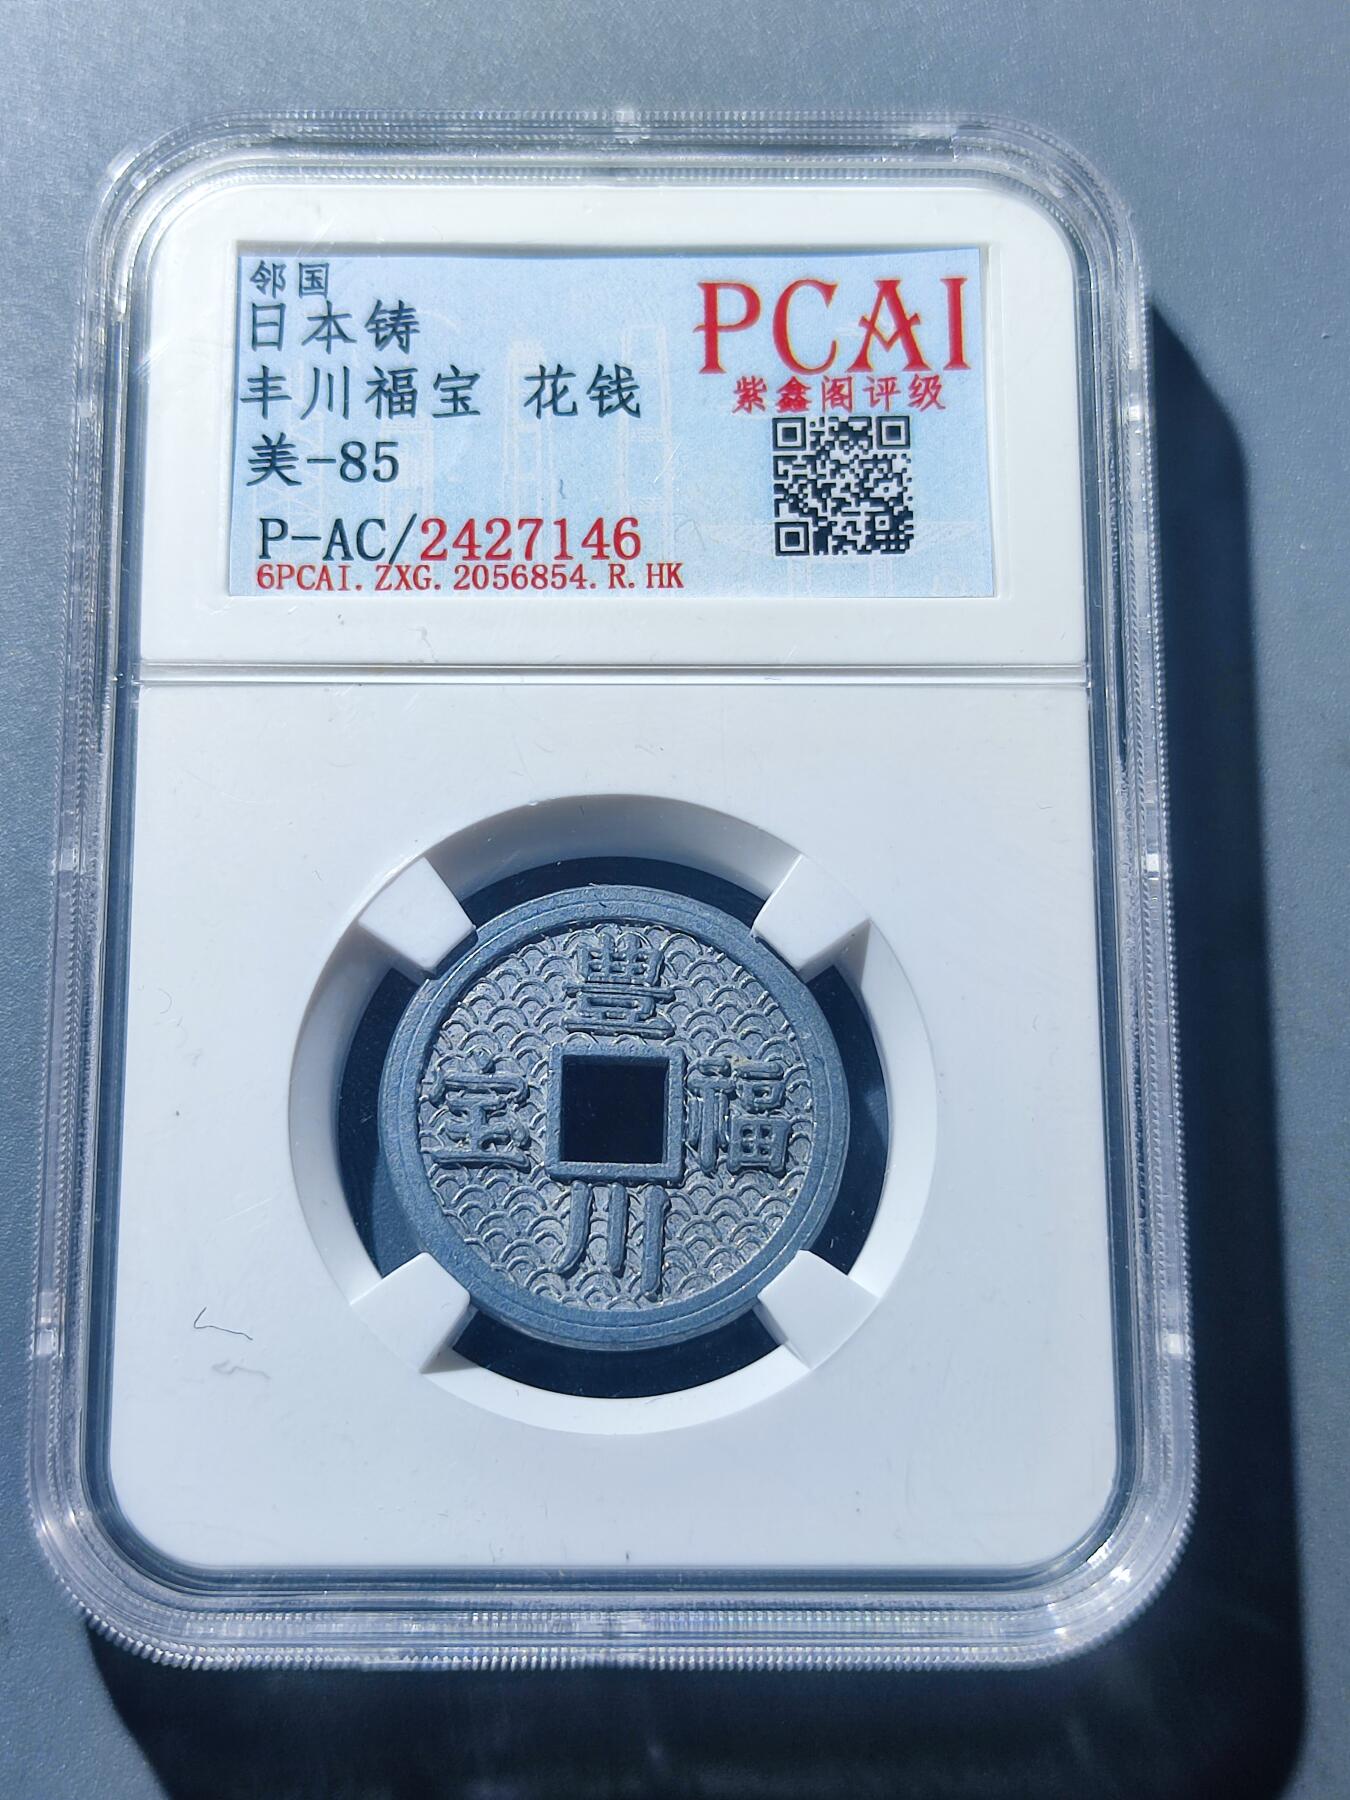 邻国
日本铸
丰川福宝 花钱
美-85
P-AC/2427146
6PCAI.ZXG.2056854.R.HK
PCAI
紫鑫阁评级
豊
川
福
宝